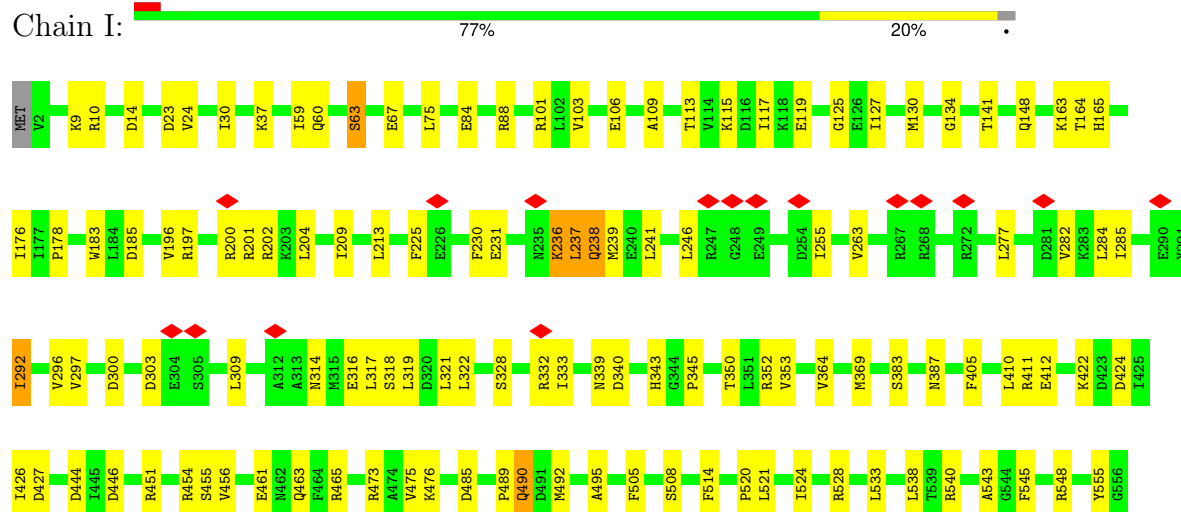 Chain I:
77% 20% •
MET V2 K9 R10 D14 D23 V24 I30 K37 I59 Q60 S63 E67 L75 E84 R88 R101 L102 V103 E106 A109 T113 V114 K115 D116 I117 K118 E119 G125 E126 I127 M130 G134 T141 Q148 K163 T164 H165
I176 I177 P178 W183 L184 D185 V196 R197 R200 R201 R202 K203 L204 I209 L213 F225 E226 F230 E231 N235 K236 L237 Q238 M239 E240 L241 L246 R247 G248 E249 D254 I255 V263 R267 R268 R272 L277 D281 V282 K283 L284 I285 E290
I292 V296 V297 D300 D303 E304 S305 L309 A312 A313 N314 M315 E316 L317 S318 L319 D320 L321 L322 S328 R332 I333 N339 D340 H343 G344 P345 T350 L351 R352 V353 V364 M369 S383 N387 F405 L410 R411 E412 K422 D423 D424 I425
I426 D427 D444 I445 D446 R451 R454 S455 V456 E461 N462 Q463 F464 R465 R473 A474 V475 K476 D485 P489 Q490 D491 M492 A495 F505 S508 F514 P520 L521 I524 R528 L533 L538 T539 R540 A543 G544 F545 R548 Y555 G556